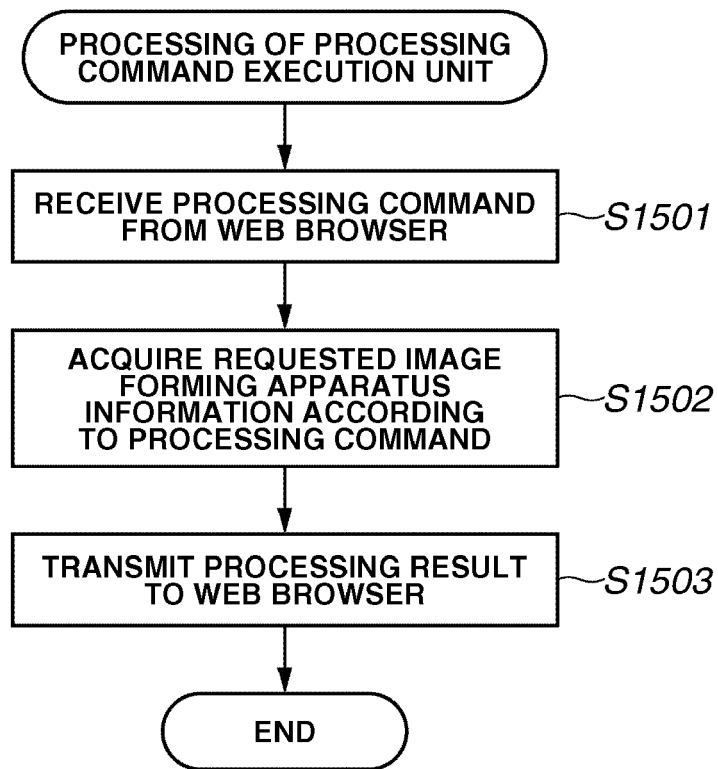 PROCESSING OF PROCESSING
COMMAND EXECUTION UNIT
RECEIVE PROCESSING COMMAND
FROM WEB BROWSER
S1501
ACQUIRE REQUESTED IMAGE
FORMING APPARATUS
INFORMATION ACCORDING
TO PROCESSING COMMAND
S1502
TRANSMIT PROCESSING RESULT
TO WEB BROWSER
S1503
END